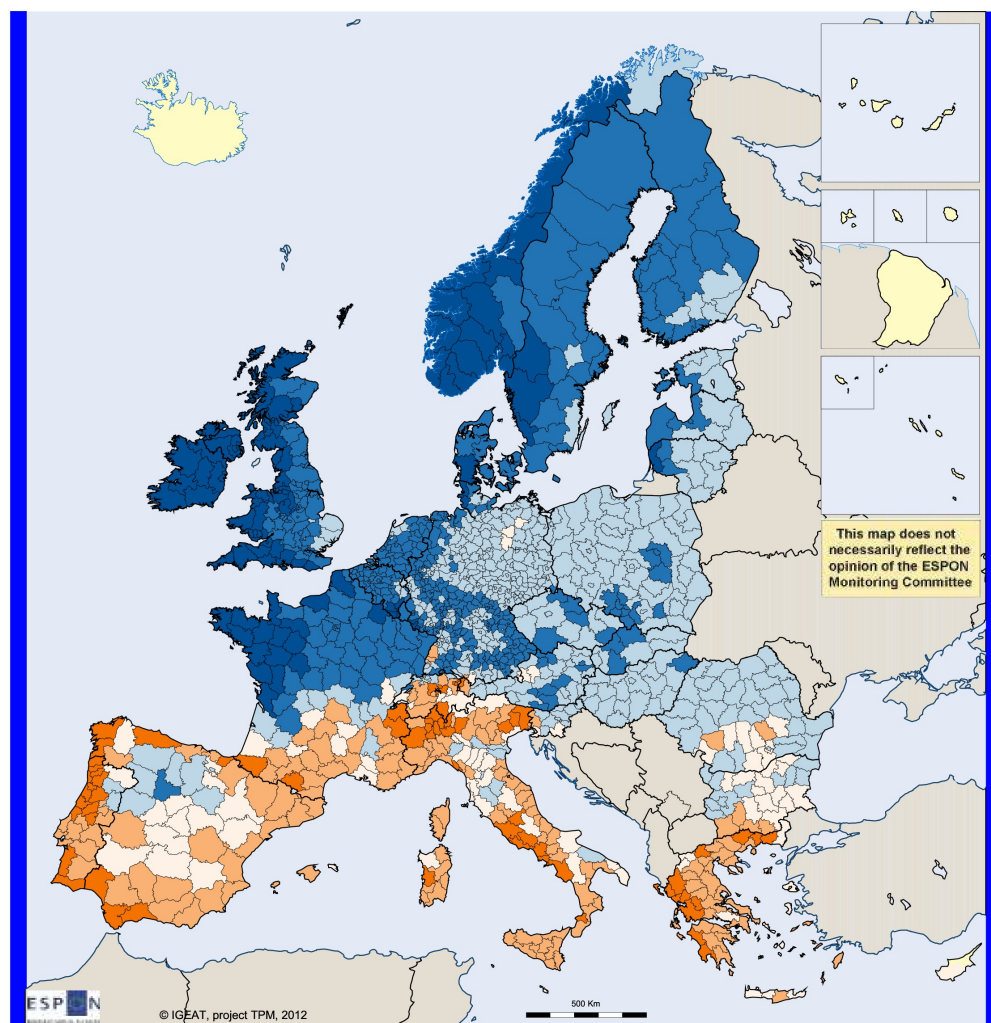 This map does not
necessarily reflect the
opinion of the ESPON
Monitoring Committee
ESPON
© IGEAT, project TPM, 2012
500 Km